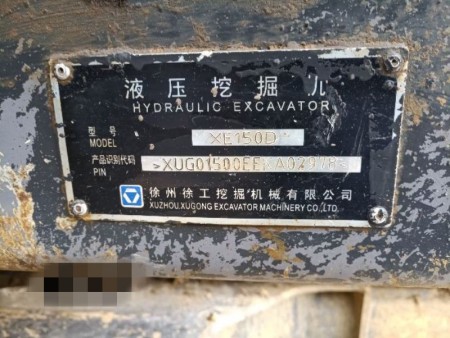 液压挖掘机
HYDRAULIC EXCAVATOR
型号
MODEL
XE150D
产品识别代码
PIN
徐州徐工挖掘机械有限公司
XUZHOU XUGONG EXCAVATOR MACHINERY CO.,LTD.